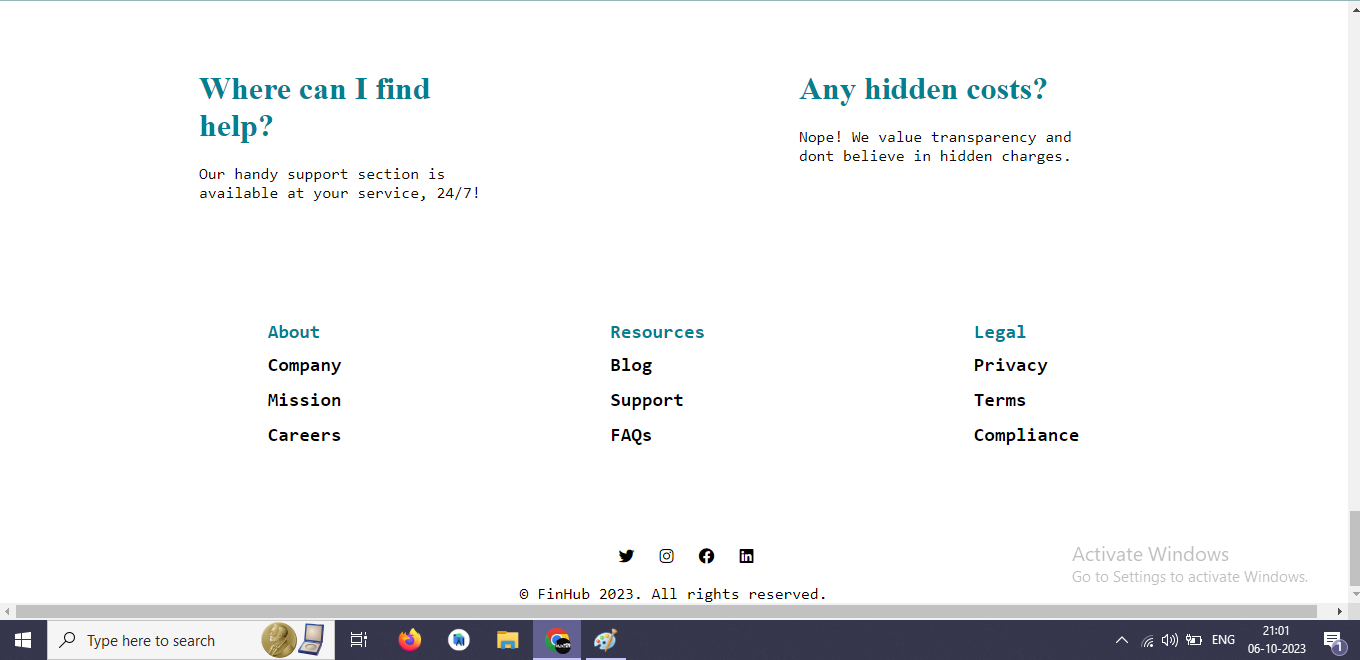 Where can I find
help?
Our handy support section is
available at your service, 24/7!
Any hidden costs?
Nope! We value transparency and
dont believe in hidden charges.
About
Company
Mission
Careers
Resources
Blog
Support
FAQs
Legal
Privacy
Terms
Compliance
© FinHub 2023. All rights reserved.
Activate Windows
Go to Settings to activate Windows.
Type here to search
ENG
21:01
06-10-2023
1